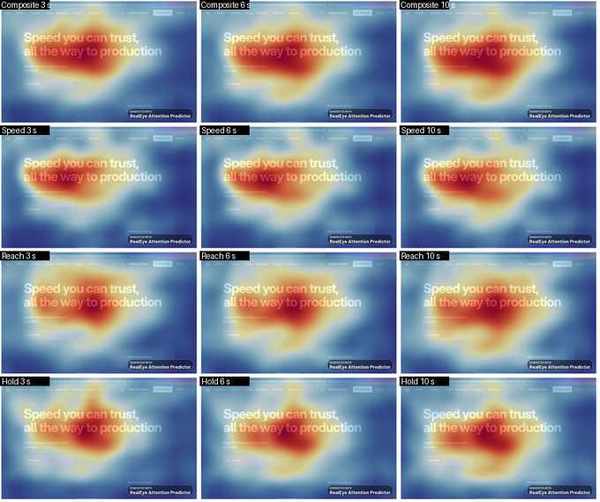 Composite 3 s
Composite 6 s
Composite 10 s
Speed you can trust,
all the way to production
Speed you can trust,
all the way to production
Speed you can trust,
all the way to production
RealEye Attention Predictor
RealEye Attention Predictor
RealEye Attention Predictor
Speed 3 s
Speed 6 s
Speed 10 s
Speed you can trust,
all the way to production
Speed you can trust,
all the way to production
Speed you can trust,
all the way to production
RealEye Attention Predictor
RealEye Attention Predictor
RealEye Attention Predictor
Reach 3 s
Reach 6 s
Reach 10 s
Speed you can trust,
all the way to production
Speed you can trust,
all the way to production
Speed you can trust,
all the way to production
RealEye Attention Predictor
RealEye Attention Predictor
RealEye Attention Predictor
Hold 3 s
Hold 6 s
Hold 10 s
Speed you can trust,
all the way to production
Speed you can trust,
all the way to production
Speed you can trust,
all the way to production
RealEye Attention Predictor
RealEye Attention Predictor
RealEye Attention Predictor